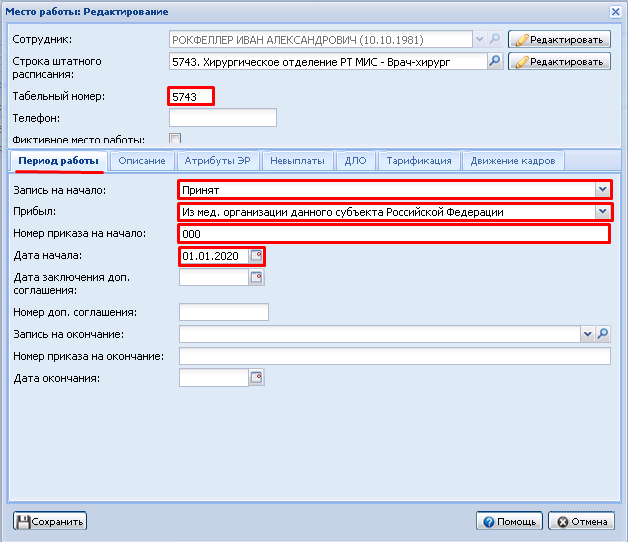 Место работы: Редактирование
Сотрудник: РОКФЕЛЛЕР ИВАН АЛЕКСАНДРОВИЧ (10.10.1981) Редактировать
Строка штатного расписания: 5743. Хирургическое отделение РТ МИС - Врач-хирург Редактировать
Табельный номер: 5743
Телефон:
Фиктивное место работы:
Период работы Описание Атрибуты ЭР Невыплаты ДЛО Тарификация Движение кадров
Запись на начало: Принят
Прибыл: Из мед. организации данного субъекта Российской Федерации
Номер приказа на начало: 000
Дата начала: 01.01.2020
Дата заключения доп.
соглашения:
Номер доп. соглашения:
Запись на окончание:
Номер приказа на окончание:
Дата окончания:
Сохранить Помощь Отмена